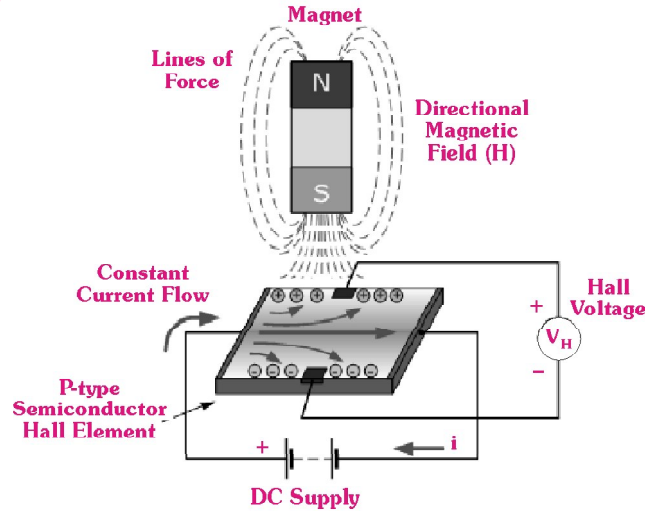 Magnet
Lines of
Force
N
S
Directional
Magnetic
Field (H)
Constant
Current Flow
Hall
Voltage
+
VH
−
P-type
Semiconductor
Hall Element
+
i
DC Supply